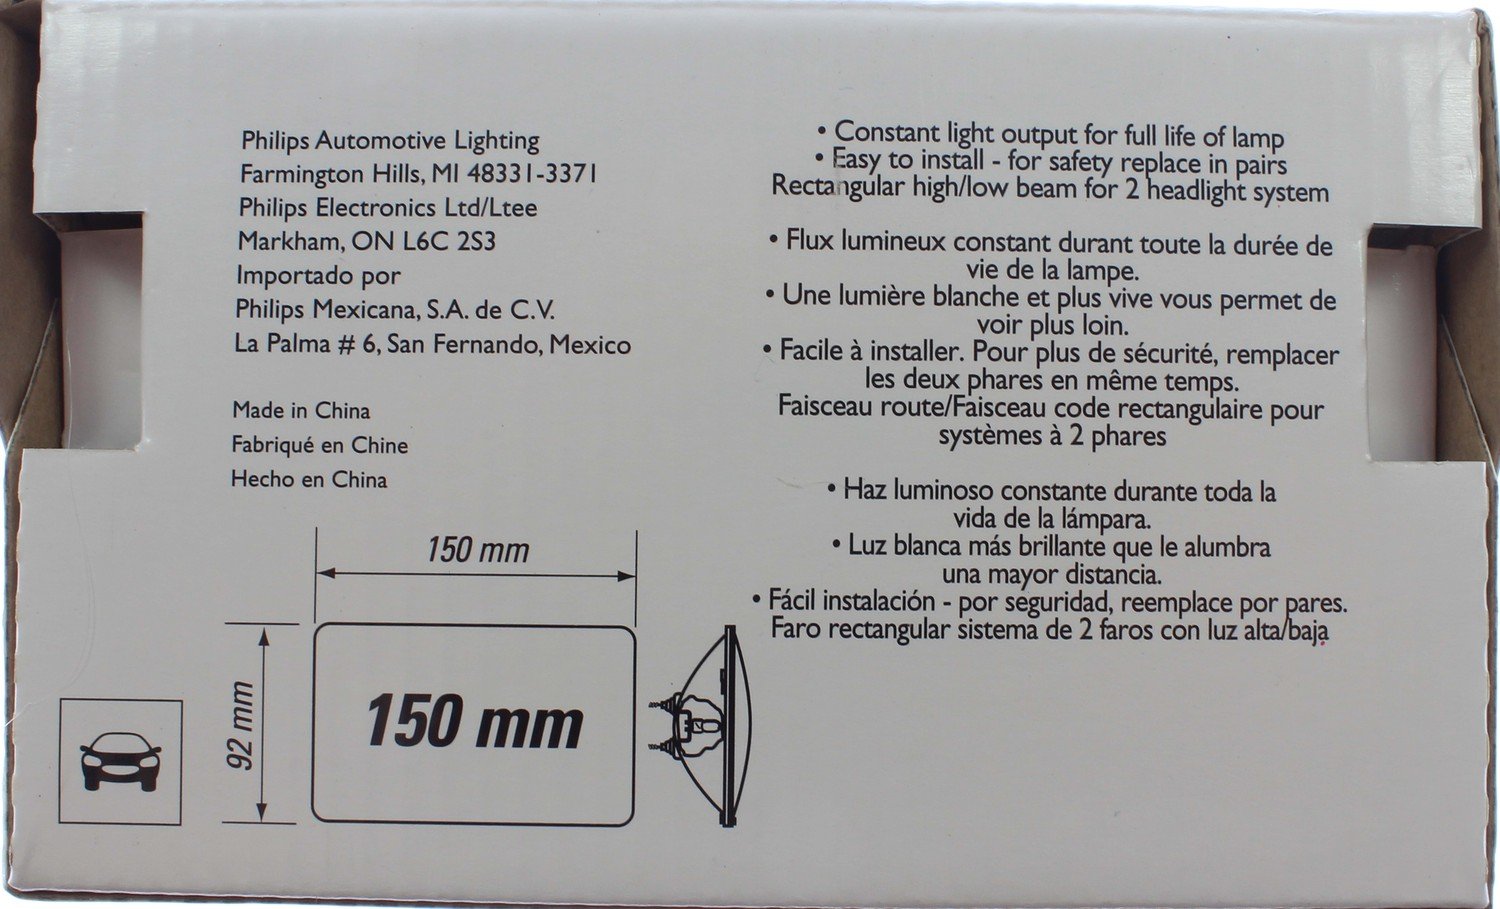 Philips Automotive Lighting
Farmington Hills, MI 48331-3371
Philips Electronics Ltd/Ltee
Markham, ON L6C 2S3
Importado por
Philips Mexicana, S.A. de C.V.
La Palma # 6, San Fernando, Mexico
Made in China
Fabriqué en Chine
Hecho en China
150 mm
92 mm
150 mm
• Constant light output for full life of lamp
• Easy to install - for safety replace in pairs
Rectangular high/low beam for 2 headlight system
• Flux lumineux constant durant toute la durée de
vie de la lampe.
• Une lumière blanche et plus vive vous permet de
voir plus loin.
• Facile à installer. Pour plus de sécurité, remplacer
les deux phares en même temps.
Faisceau route/Faisceau code rectangulaire pour
systèmes à 2 phares
• Haz luminoso constante durante toda la
vida de la lámpara.
• Luz blanca más brillante que le alumbra
una mayor distancia.
• Fácil instalación - por seguridad, reemplace por pares.
Faro rectangular sistema de 2 faros con luz alta/baja